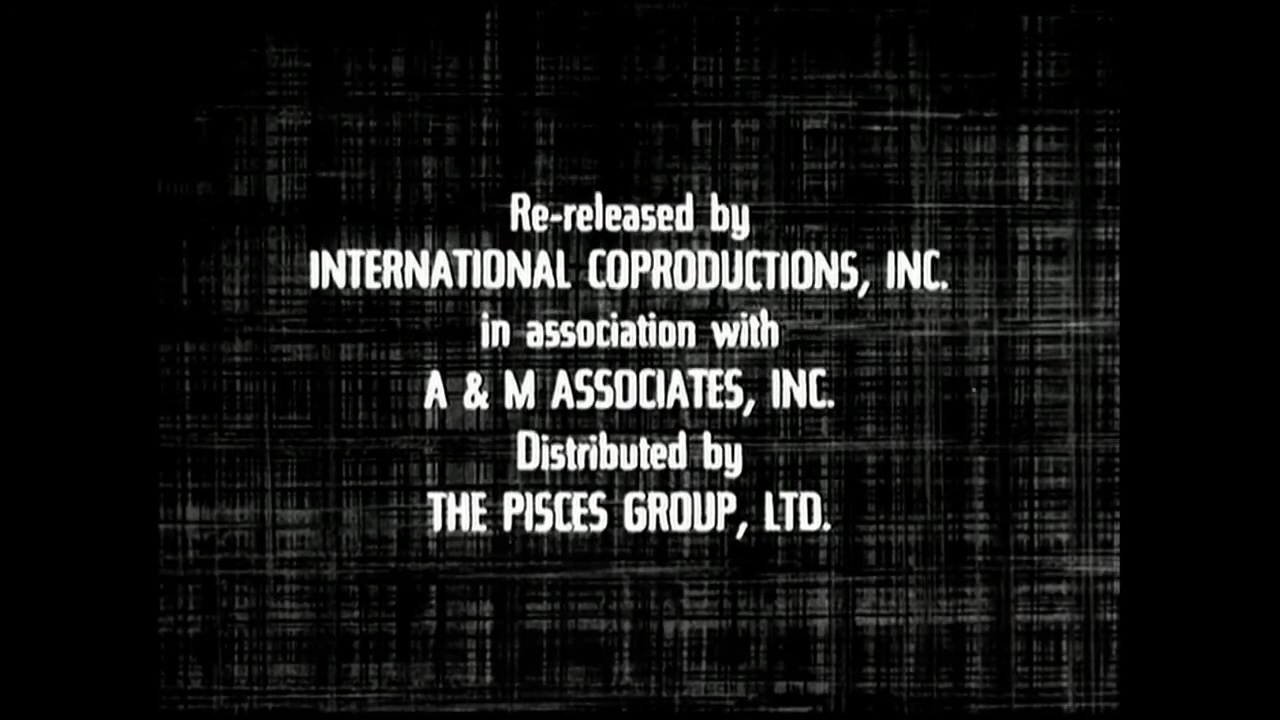 Re-released by
INTERNATIONAL COPRODUCTIONS, INC.
in association with
A & M ASSOCIATES, INC.
Distributed by
THE PISCES GROUP, LTD.